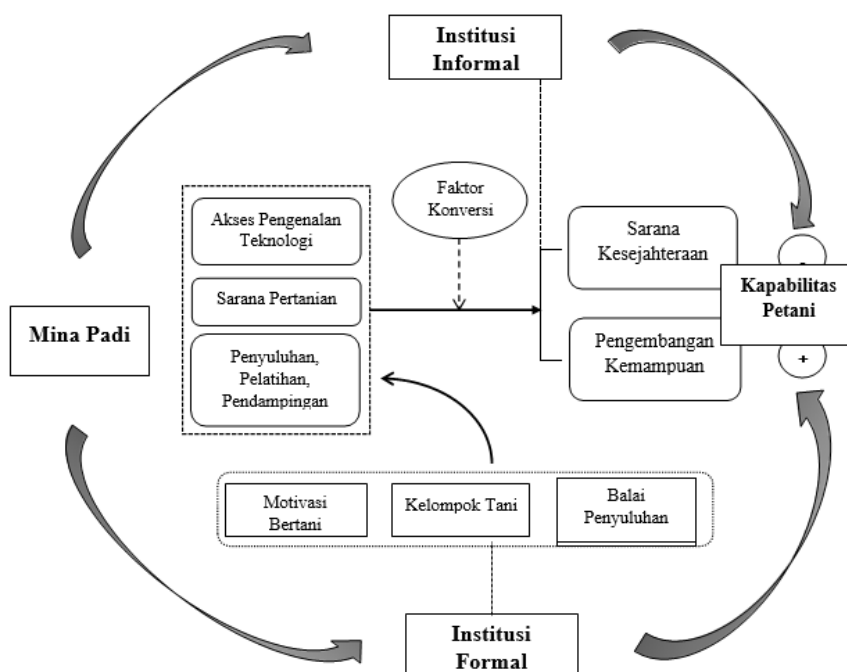 Institusi
Informal
Faktor
Konversi
Akses Pengenalan
Teknologi
Sarana
Kesejahteraan
-
Sarana Pertanian
Mina Padi
Kapabilitas
Petani
Penyuluhan,
Pelatihan,
Pendampingan
Pengembangan
Kemampuan
+
Motivasi
Bertani
Kelompok Tani
Balai
Penyuluhan
Institusi
Formal